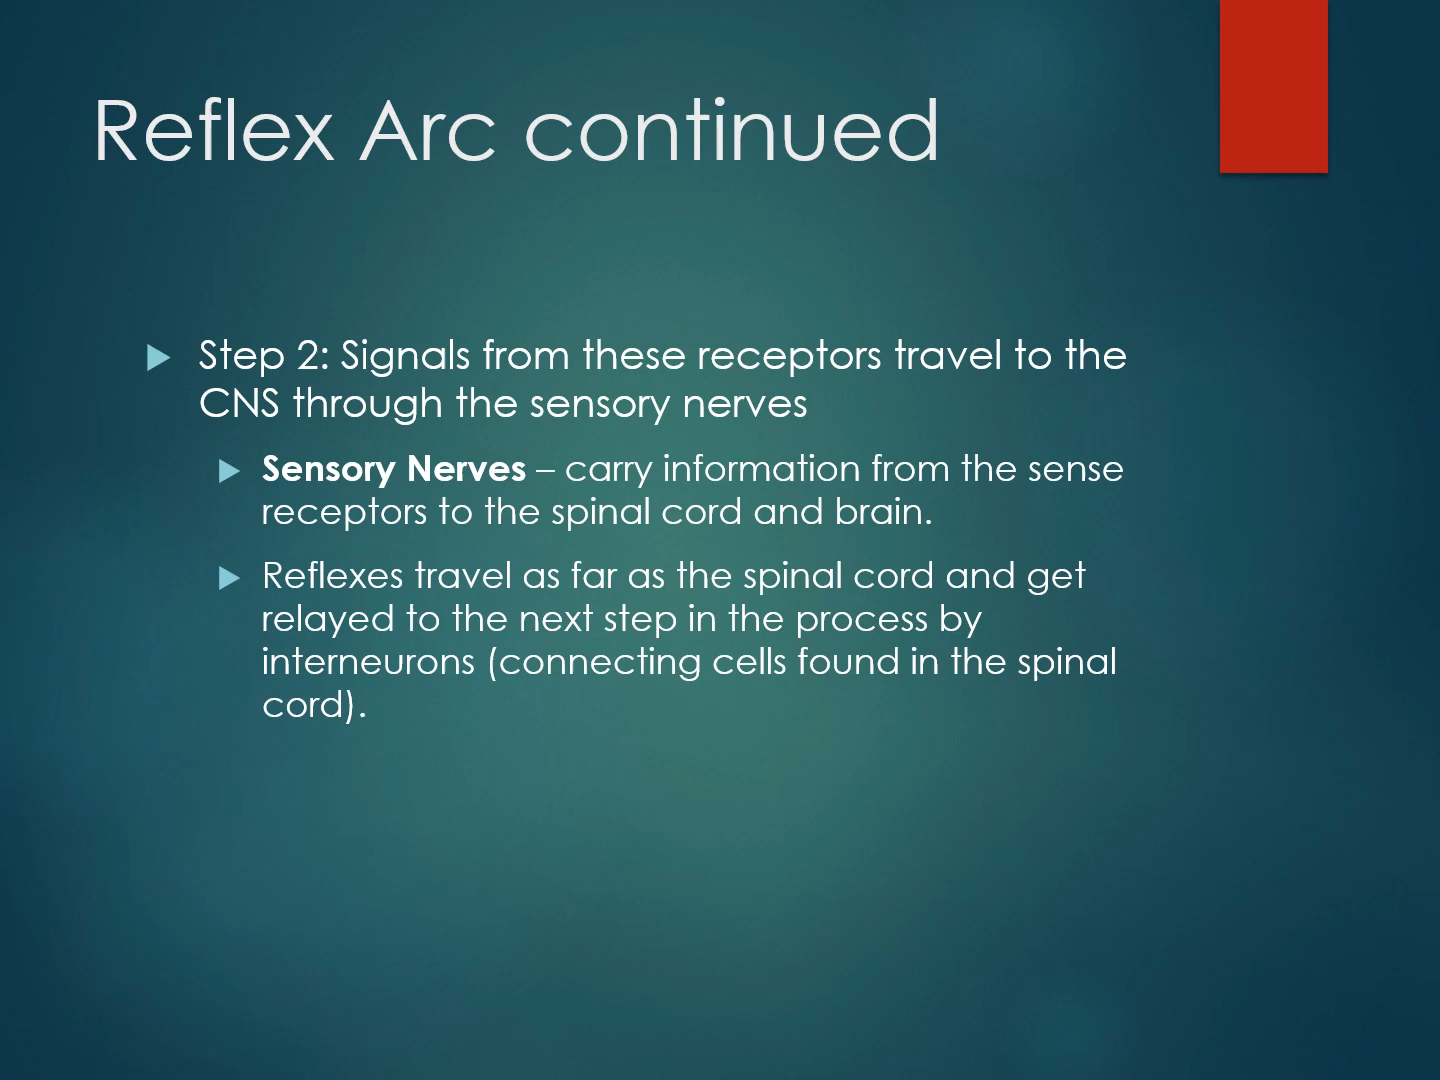 Reflex Arc continued
Step 2: Signals from these receptors travel to the
CNS through the sensory nerves
Sensory Nerves – carry information from the sense
receptors to the spinal cord and brain.
Reflexes travel as far as the spinal cord and get
relayed to the next step in the process by
interneurons (connecting cells found in the spinal
cord).